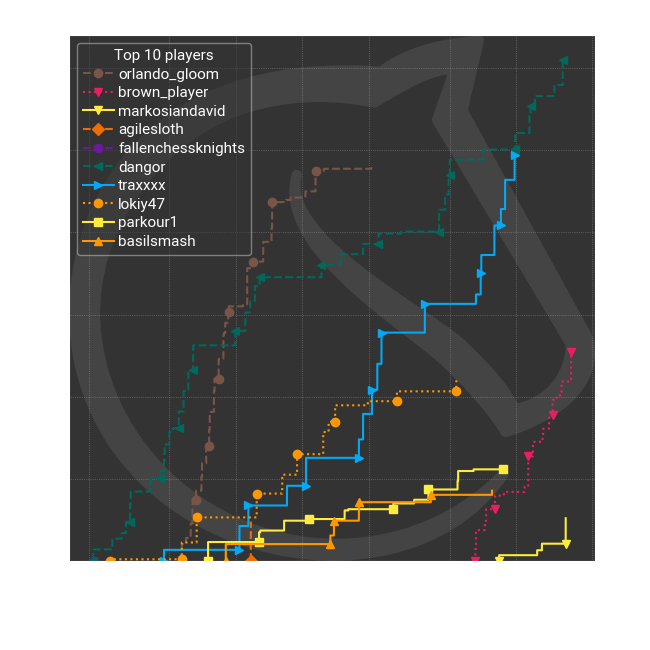 Top 10 players
orlando_gloom
brown_player
markosiandavid
agilesloth
fallenchessknights
dangor
traxxxx
lokiy47
parkour1
basilsmash